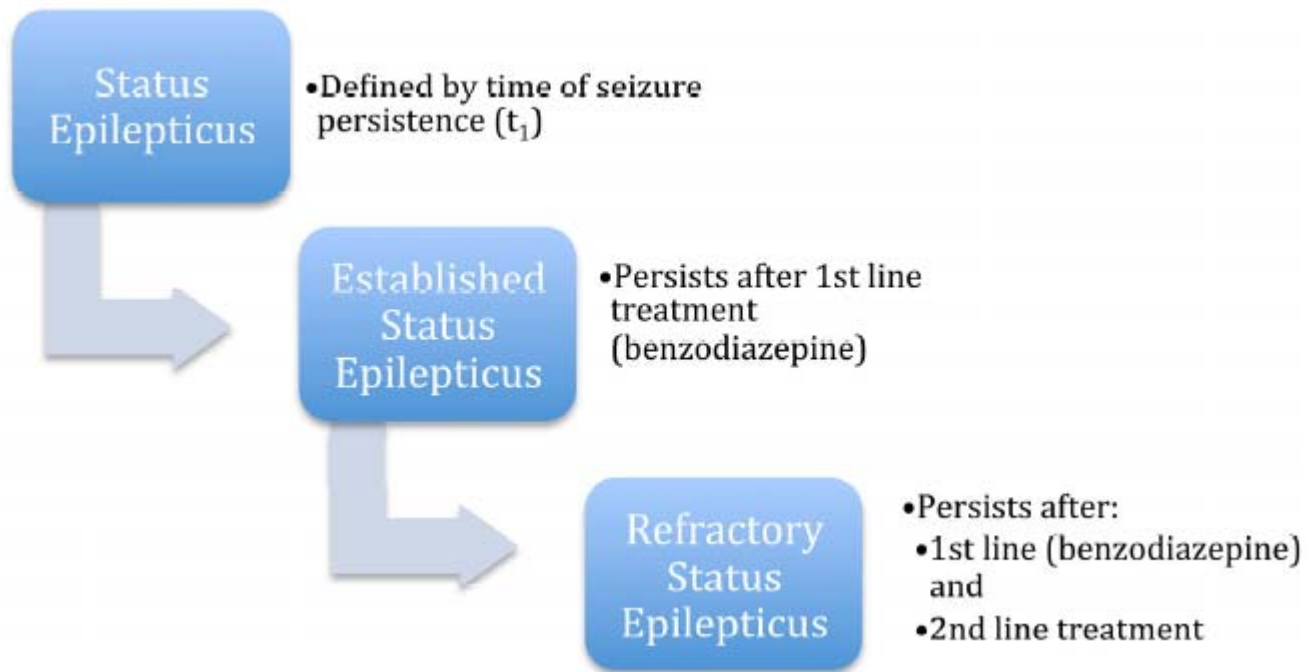 Status
Epilepticus
•Defined by time of seizure
persistence (t₁)
Established
Status
Epilepticus
•Persists after 1st line
treatment
(benzodiazepine)
Refractory
Status
Epilepticus
•Persists after:
•1st line (benzodiazepine)
and
•2nd line treatment